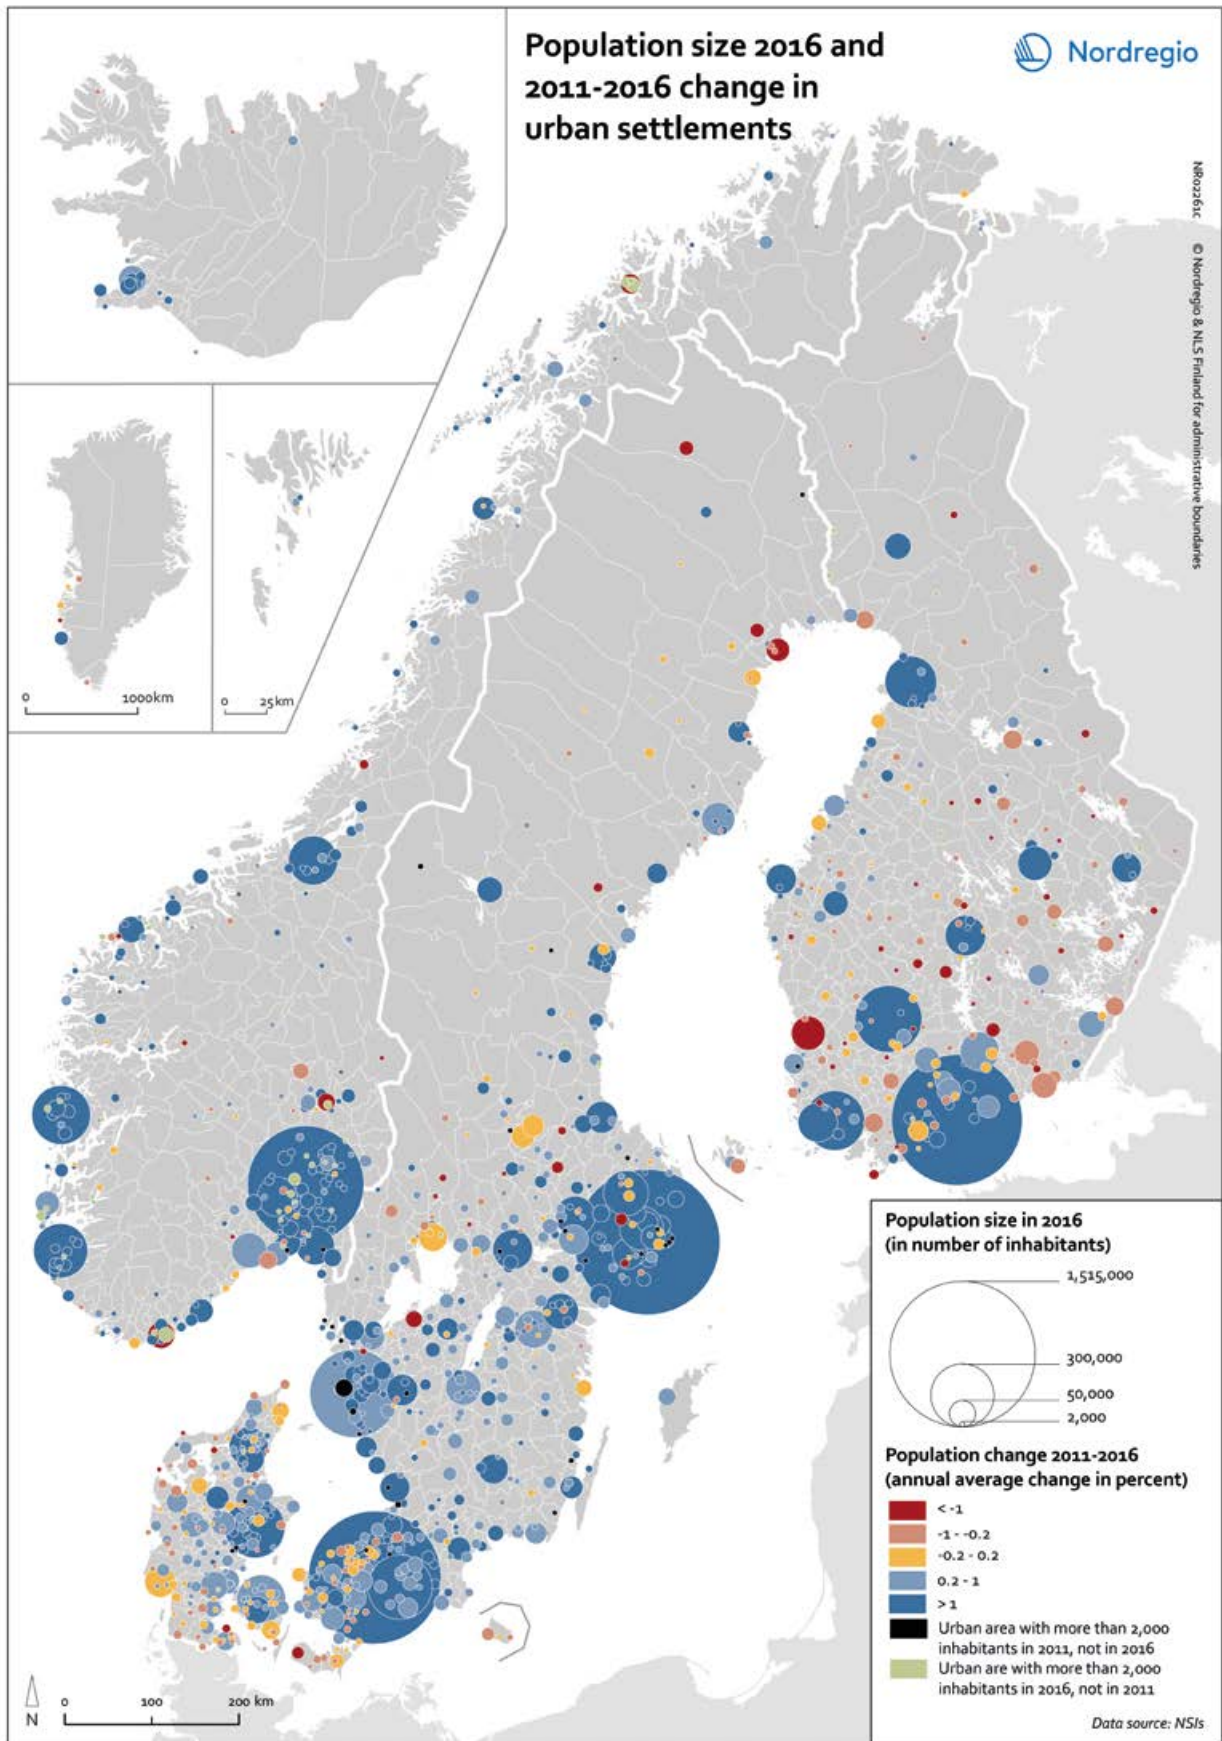 Population size 2016 and
2011-2016 change in
urban settlements
Nordregio
NR02261c © Nordregio & NLS Finland for administrative boundaries
0 1000km
0 25km
Population size in 2016
(in number of inhabitants)
1,515,000
300,000
50,000
2,000
Population change 2011-2016
(annual average change in percent)
< -1
-1 - -0.2
-0.2 - 0.2
0.2 - 1
> 1
Urban area with more than 2,000
inhabitants in 2011, not in 2016
Urban are with more than 2,000
inhabitants in 2016, not in 2011
Data source: NSIs
N
0 100 200 km